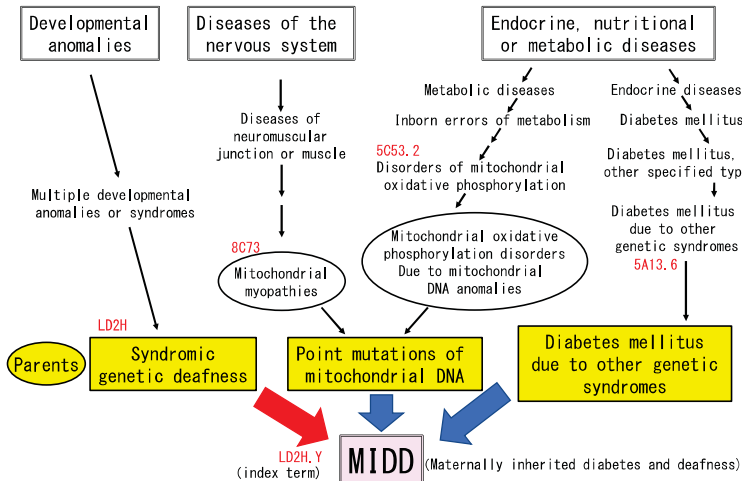 Developmental
anomalies
Diseases of the
nervous system
Endocrine, nutritional
or metabolic diseases
Metabolic diseases
Endocrine diseases
Diseases of
neuromuscular
junction or muscle
Inborn errors of metabolism
Diabetes mellitus
5C53.2
Disorders of mitochondrial
oxidative phosphorylation
Diabetes mellitus,
other specified typ
Multiple developmental
anomalies or syndromes
Diabetes mellitus
due to other
genetic syndromes
5A13.6
8C73
Mitochondrial
myopathies
Mitochondrial oxidative
phosphorylation disorders
Due to mitochondrial
DNA anomalies
LD2H
Parents
Syndromic
genetic deafness
Point mutations of
mitochondrial DNA
Diabetes mellitus
due to other genetic
syndromes
LD2H.Y
(index term)
MIDD
(Maternally inherited diabetes and deafness)